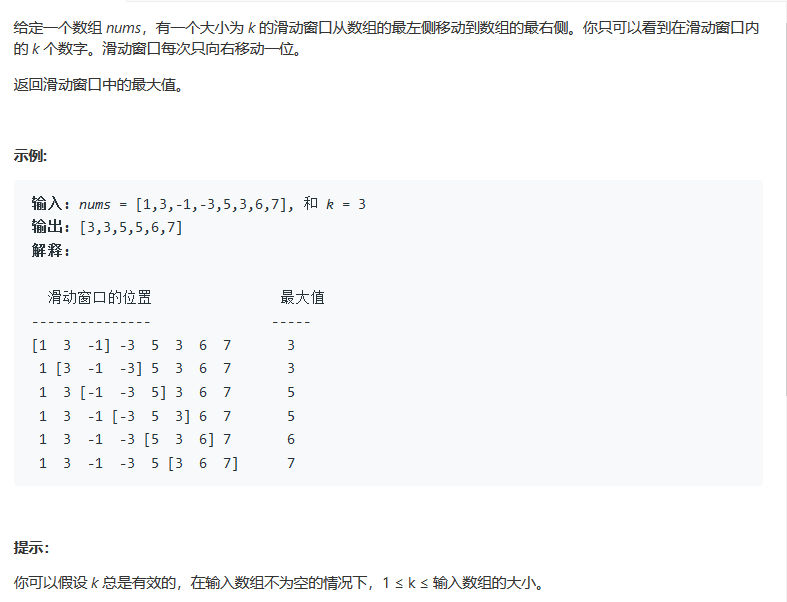 给定一个数组 nums，有一个大小为 k 的滑动窗口从数组的最左侧移动到数组的最右侧。你只可以看到在滑动窗口内
的 k 个数字。滑动窗口每次只向右移动一位。
返回滑动窗口中的最大值。
示例:
输入: nums = [1,3,-1,-3,5,3,6,7], 和 k = 3
输出: [3,3,5,5,6,7]
解释:
滑动窗口的位置 最大值
--------------- -----
[1 3 -1] -3 5 3 6 7 3
1 [3 -1 -3] 5 3 6 7 3
1 3 [-1 -3 5] 3 6 7 5
1 3 -1 [-3 5 3] 6 7 5
1 3 -1 -3 [5 3 6] 7 6
1 3 -1 -3 5 [3 6 7] 7
提示：
你可以假设 k 总是有效的，在输入数组不为空的情况下，1 ≤ k ≤ 输入数组的大小。